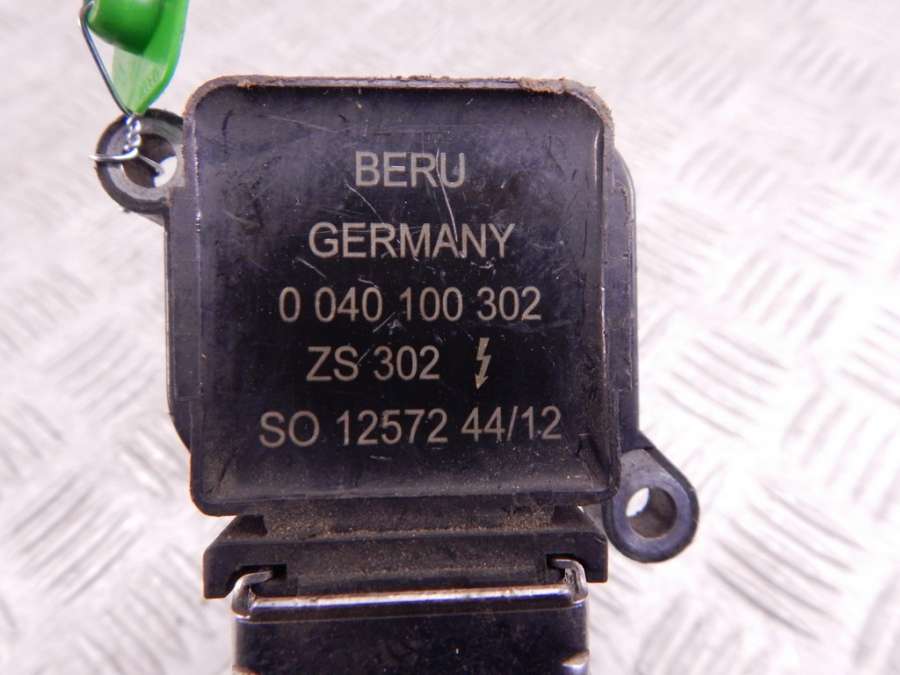 BERU
GERMANY
0 040 100 302
ZS 302
SO 12572 44/12